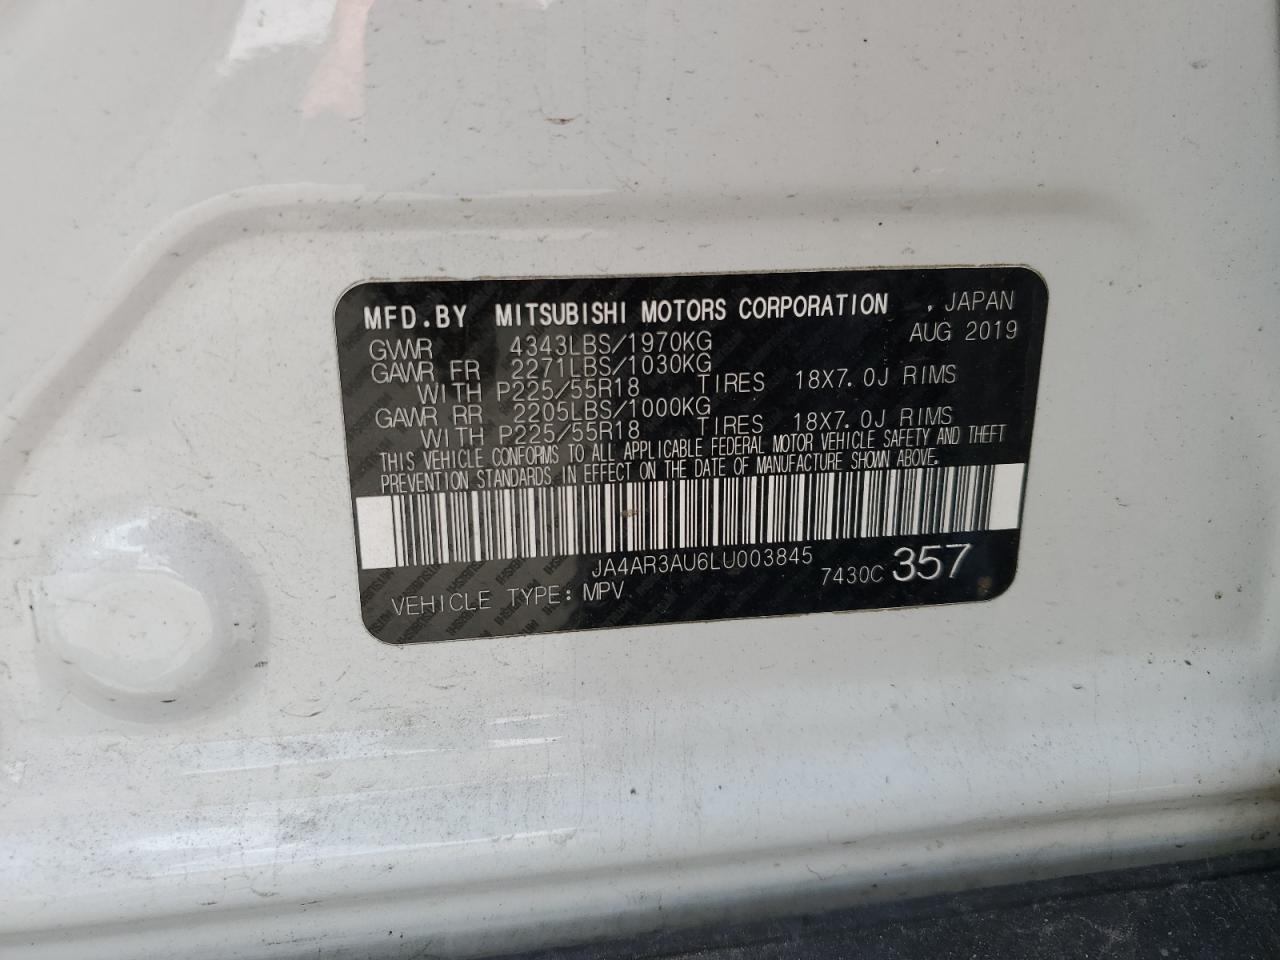 MFD.BY MITSUBISHI MOTORS CORPORATION , JAPAN
AUG 2019
GVWR 4343LBS/1970KG
GAWR FR 2271LBS/1030KG
WITH P225/55R18 TIRES 18X7.0J RIMS
GAWR RR 2205LBS/1000KG
WITH P225/55R18 TIRES 18X7.0J RIMS
THIS VEHICLE CONFORMS TO ALL APPLICABLE FEDERAL MOTOR VEHICLE SAFETY AND THEFT
PREVENTION STANDARDS IN EFFECT ON THE DATE OF MANUFACTURE SHOWN ABOVE.
JA4AR3AU6LU003845
7430C 357
VEHICLE TYPE: MPV